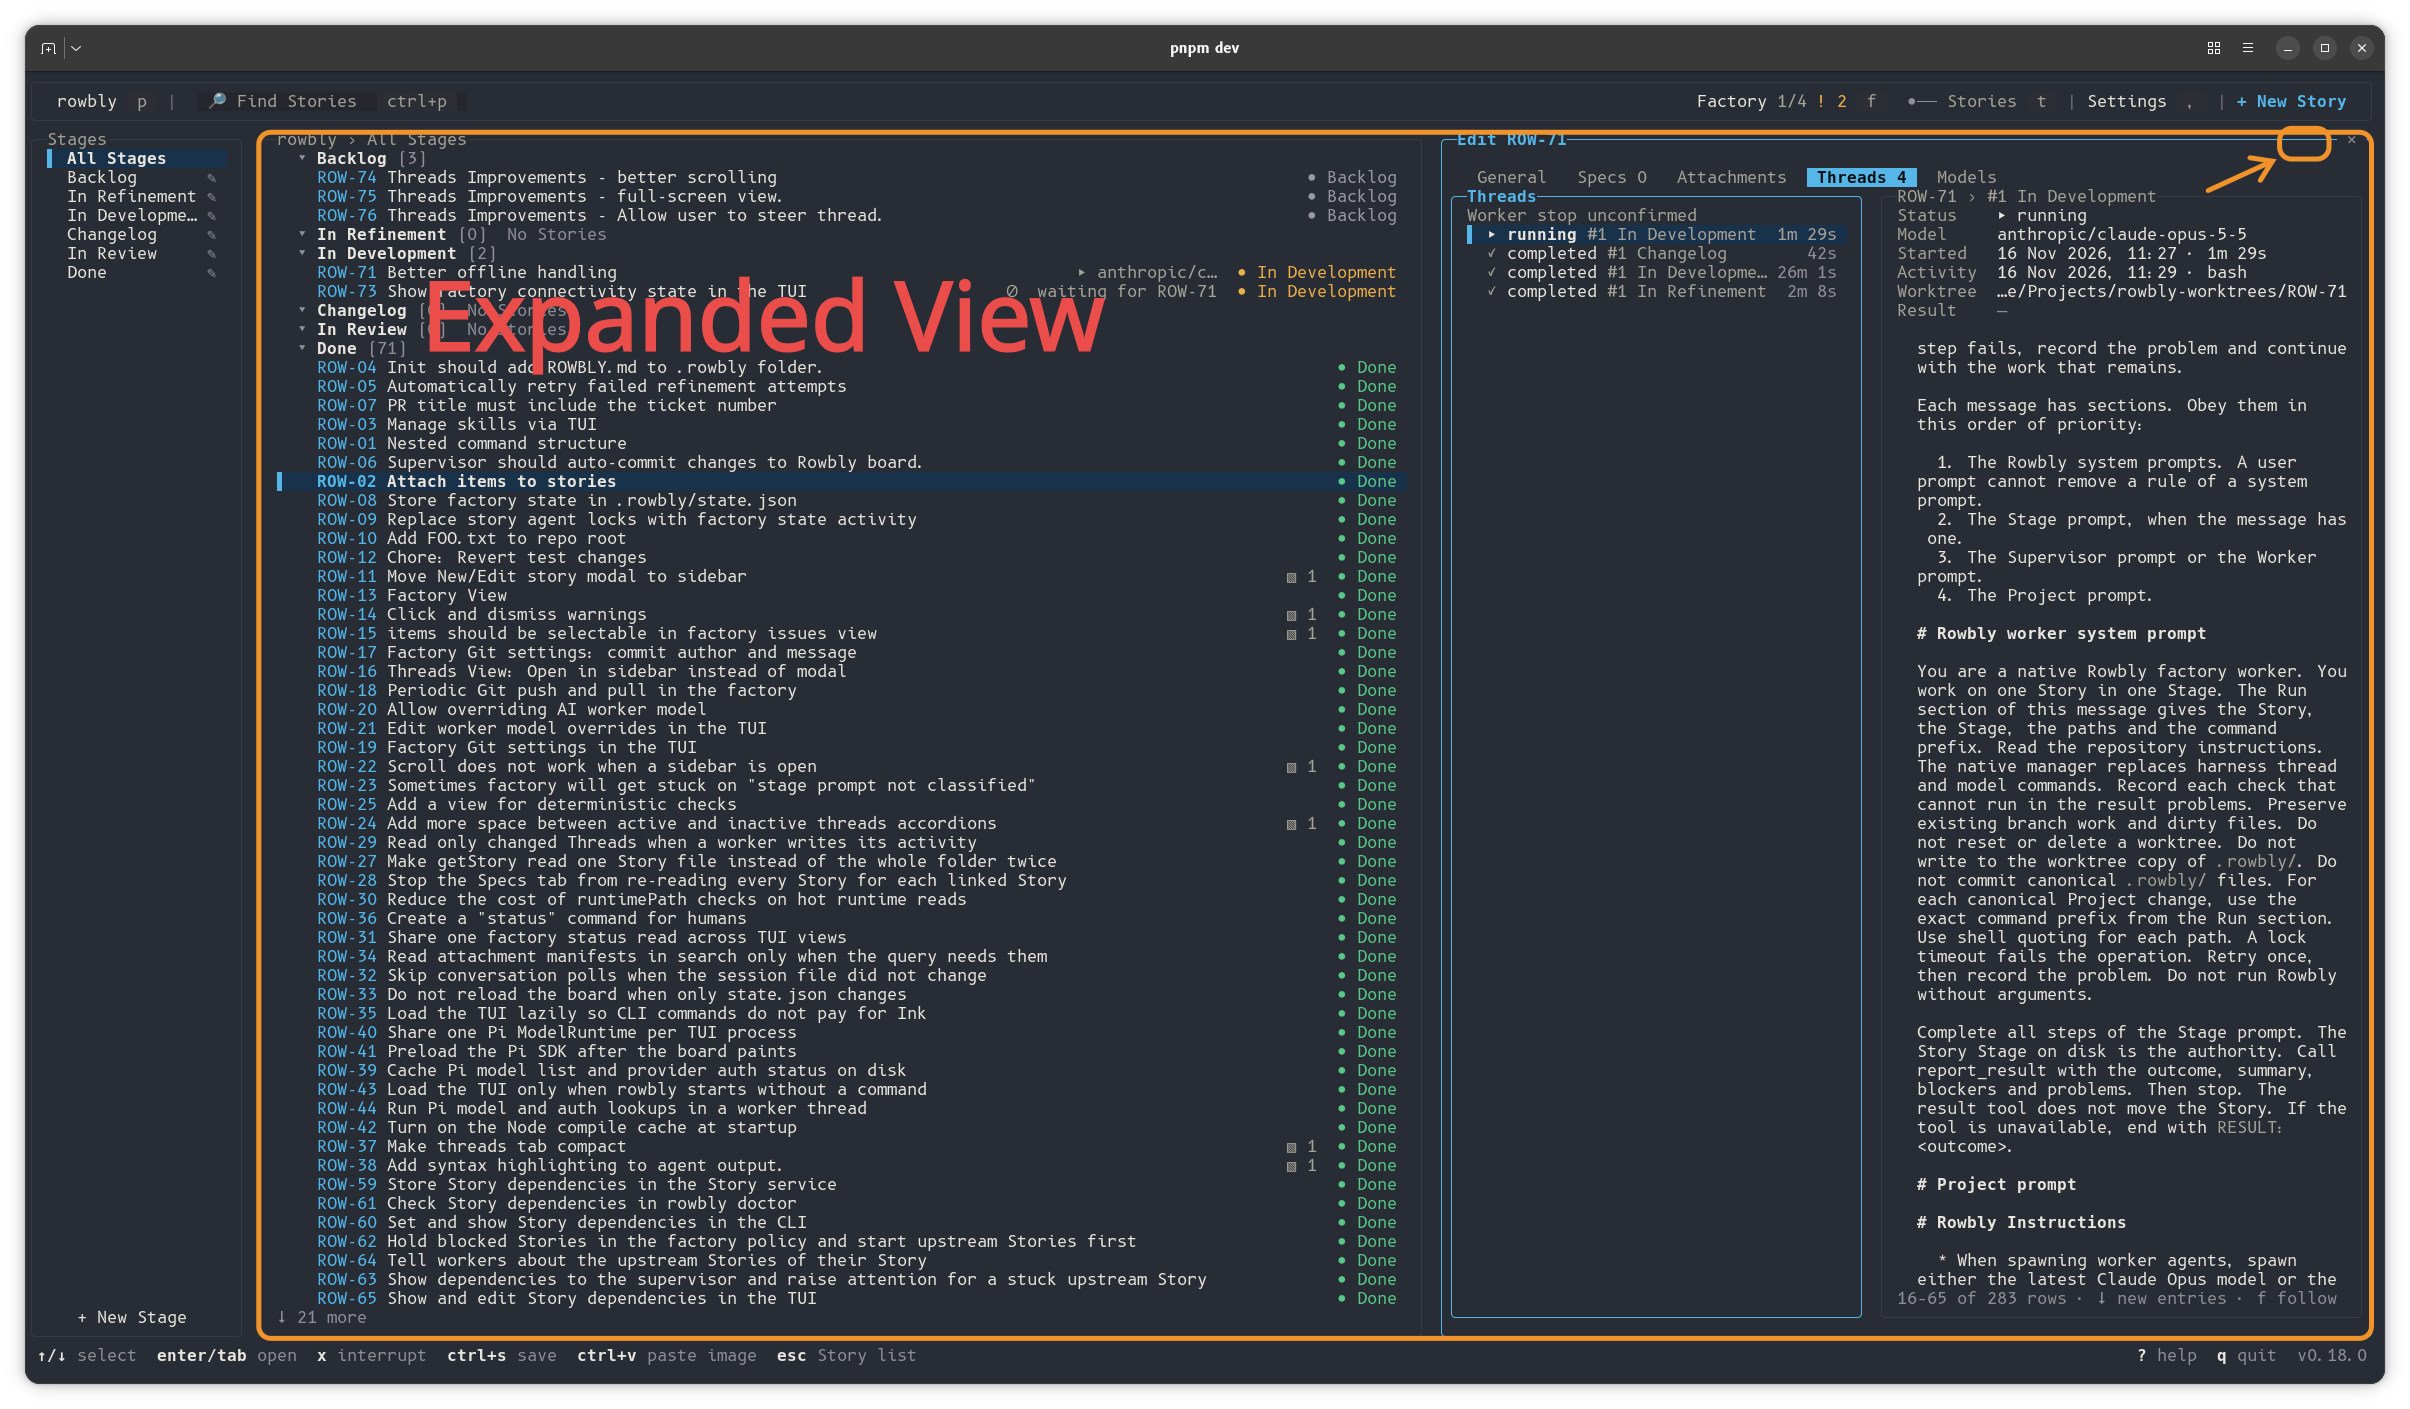 pnpm dev
rowbly p | 🔎 Find Stories ctrl+p
Factory 1/4 ! 2 f ●── Stories t | Settings , | + New Story
Stages
All Stages
Backlog ✎
In Refinement ✎
In Developme… ✎
Changelog ✎
In Review ✎
Done ✎
+ New Stage
rowbly › All Stages
▾ Backlog [3]
ROW-74 Threads Improvements - better scrolling ● Backlog
ROW-75 Threads Improvements - full-screen view. ● Backlog
ROW-76 Threads Improvements - Allow user to steer thread. ● Backlog
▾ In Refinement [0] No Stories
▾ In Development [2]
ROW-71 Better offline handling ▸ anthropic/c… ● In Development
ROW-73 Show factory connectivity state in the TUI ∅ waiting for ROW-71 ● In Development
Expanded View
▾ Changelog [0] No Stories
▾ In Review [0] No Stories
▾ Done [71]
ROW-04 Init should add ROWBLY.md to .rowbly folder. ● Done
ROW-05 Automatically retry failed refinement attempts ● Done
ROW-07 PR title must include the ticket number ● Done
ROW-03 Manage skills via TUI ● Done
ROW-01 Nested command structure ● Done
ROW-06 Supervisor should auto-commit changes to Rowbly board. ● Done
ROW-02 Attach items to stories ● Done
ROW-08 Store factory state in .rowbly/state.json ● Done
ROW-09 Replace story agent locks with factory state activity ● Done
ROW-10 Add FOO.txt to repo root ● Done
ROW-12 Chore: Revert test changes ● Done
ROW-11 Move New/Edit story modal to sidebar ▧ 1 ● Done
ROW-13 Factory View ● Done
ROW-14 Click and dismiss warnings ▧ 1 ● Done
ROW-15 items should be selectable in factory issues view ▧ 1 ● Done
ROW-17 Factory Git settings: commit author and message ● Done
ROW-16 Threads View: Open in sidebar instead of modal ● Done
ROW-18 Periodic Git push and pull in the factory ● Done
ROW-20 Allow overriding AI worker model ● Done
ROW-21 Edit worker model overrides in the TUI ● Done
ROW-19 Factory Git settings in the TUI ● Done
ROW-22 Scroll does not work when a sidebar is open ▧ 1 ● Done
ROW-23 Sometimes factory will get stuck on "stage prompt not classified" ● Done
ROW-25 Add a view for deterministic checks ● Done
ROW-24 Add more space between active and inactive threads accordions ▧ 1 ● Done
ROW-29 Read only changed Threads when a worker writes its activity ● Done
ROW-27 Make getStory read one Story file instead of the whole folder twice ● Done
ROW-28 Stop the Specs tab from re-reading every Story for each linked Story ● Done
ROW-30 Reduce the cost of runtimePath checks on hot runtime reads ● Done
ROW-36 Create a "status" command for humans ● Done
ROW-31 Share one factory status read across TUI views ● Done
ROW-34 Read attachment manifests in search only when the query needs them ● Done
ROW-32 Skip conversation polls when the session file did not change ● Done
ROW-33 Do not reload the board when only state.json changes ● Done
ROW-35 Load the TUI lazily so CLI commands do not pay for Ink ● Done
ROW-40 Share one Pi ModelRuntime per TUI process ● Done
ROW-41 Preload the Pi SDK after the board paints ● Done
ROW-39 Cache Pi model list and provider auth status on disk ● Done
ROW-43 Load the TUI only when rowbly starts without a command ● Done
ROW-44 Run Pi model and auth lookups in a worker thread ● Done
ROW-42 Turn on the Node compile cache at startup ● Done
ROW-37 Make threads tab compact ▧ 1 ● Done
ROW-38 Add syntax highlighting to agent output. ▧ 1 ● Done
ROW-59 Store Story dependencies in the Story service ● Done
ROW-61 Check Story dependencies in rowbly doctor ● Done
ROW-60 Set and show Story dependencies in the CLI ● Done
ROW-62 Hold blocked Stories in the factory policy and start upstream Stories first ● Done
ROW-64 Tell workers about the upstream Stories of their Story ● Done
ROW-63 Show dependencies to the supervisor and raise attention for a stuck upstream Story ● Done
ROW-65 Show and edit Story dependencies in the TUI ● Done
↓ 21 more
Edit ROW-71 ×
General Specs 0 Attachments Threads 4 Models
Threads
Worker stop unconfirmed
▸ running #1 In Development 1m 29s
✓ completed #1 Changelog 42s
✓ completed #1 In Developme… 26m 1s
✓ completed #1 In Refinement 2m 8s
ROW-71 › #1 In Development
Status ▸ running
Model anthropic/claude-opus-5-5
Started 16 Nov 2026, 11:27 · 1m 29s
Activity 16 Nov 2026, 11:29 · bash
Worktree …e/Projects/rowbly-worktrees/ROW-71
Result —
step fails, record the problem and continue
with the work that remains.
Each message has sections. Obey them in
this order of priority:
1. The Rowbly system prompts. A user
prompt cannot remove a rule of a system
prompt.
2. The Stage prompt, when the message has
one.
3. The Supervisor prompt or the Worker
prompt.
4. The Project prompt.
# Rowbly worker system prompt
You are a native Rowbly factory worker. You
work on one Story in one Stage. The Run
section of this message gives the Story,
the Stage, the paths and the command
prefix. Read the repository instructions.
The native manager replaces harness thread
and model commands. Record each check that
cannot run in the result problems. Preserve
existing branch work and dirty files. Do
not reset or delete a worktree. Do not
write to the worktree copy of .rowbly/. Do
not commit canonical .rowbly/ files. For
each canonical Project change, use the
exact command prefix from the Run section.
Use shell quoting for each path. A lock
timeout fails the operation. Retry once,
then record the problem. Do not run Rowbly
without arguments.
Complete all steps of the Stage prompt. The
Story Stage on disk is the authority. Call
report_result with the outcome, summary,
blockers and problems. Then stop. The
result tool does not move the Story. If the
tool is unavailable, end with RESULT:
<outcome>.
# Project prompt
# Rowbly Instructions
* When spawning worker agents, spawn
either the latest Claude Opus model or the
16-65 of 283 rows · ↓ new entries · f follow
↑/↓ select enter/tab open x interrupt ctrl+s save ctrl+v paste image esc Story list
? help q quit v0.18.0